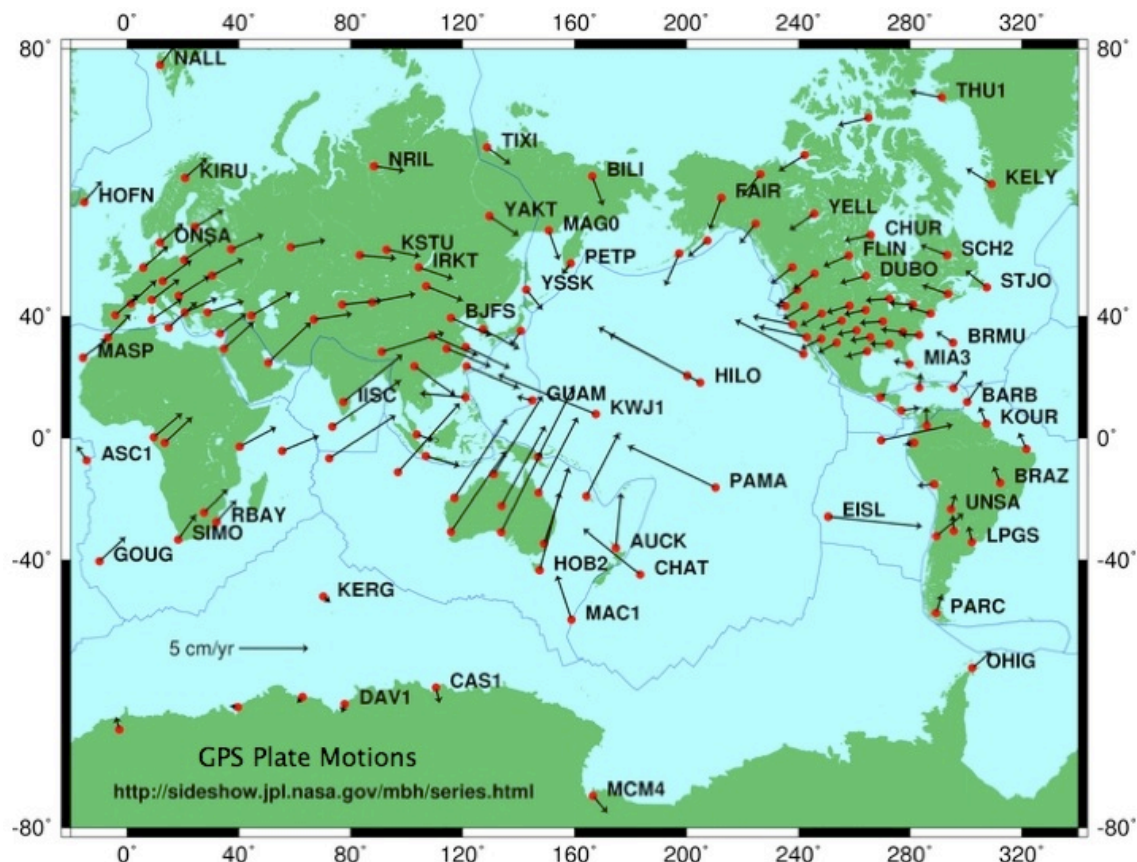 0 40 80 120 160 200 240 280 320
80° 80°
NALL
THU1
TIXI
NRIL
BILI
KIRU
KELY
FAIR
HOFN
YELL
YAKT
MAG0
CHUR
ONSA
KSTU
FLIN
SCH2
PETP
IRKT
DUBO
YSSK
STJO
40° 40°
BJFS
BRMU
MASP
MIA3
HILO
IISC
GUAM
BARB
KWJ1
KOUR
0° 0°
ASC1
BRAZ
PAMA
UNSA
EISL
RBAY
SIMO
LPGS
AUCK
GOUG
HOB2
CHAT
-40° -40°
KERG
MAC1
PARC
5 cm/yr
OHIG
CAS1
DAV1
GPS Plate Motions
http://sideshow.jpl.nasa.gov/mbh/series.html
MCM4
-80° -80°
0 40 80 120 160 200 240 280 320